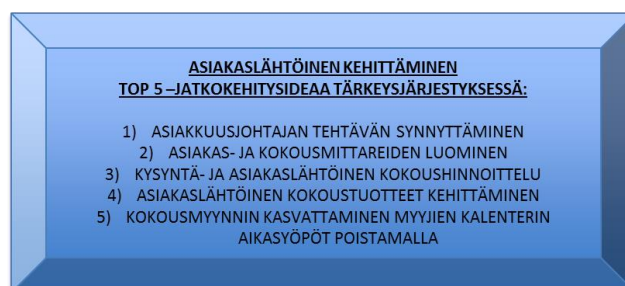 ASIAKASLÄHTÖINEN KEHITTÄMINEN
TOP 5 –JATKOKEHITYSIDEAA TÄRKEYSJÄRJESTYKSESSÄ:
1) ASIAKKUUSJOHTAJAN TEHTÄVÄN SYNNYTTÄMINEN
2) ASIAKAS- JA KOKOUSMITTAREIDEN LUOMINEN
3) KYSYNTÄ- JA ASIAKASLÄHTÖINEN KOKOUSHINNOITTELU
4) ASIAKASLÄHTÖINEN KOKOUSTUOTTEET KEHITTÄMINEN
5) KOKOUSMYYNNIN KASVATTAMINEN MYYJIEN KALENTERIN
AIKASYÖPÖT POISTAMALLA